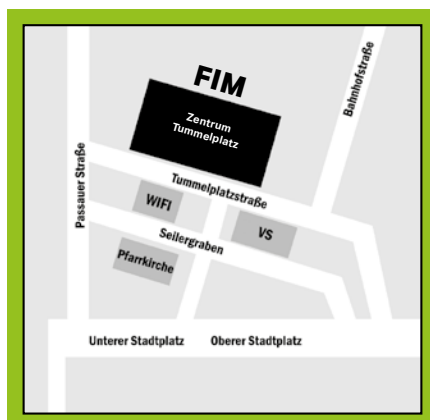 FIM
Zentrum
Tummelplatz
Bahnhofstraße
Passauer Straße
Tummelplatzstraße
WIFI
VS
Seilergraben
Pfarrkirche
Unterer Stadtplatz
Oberer Stadtplatz